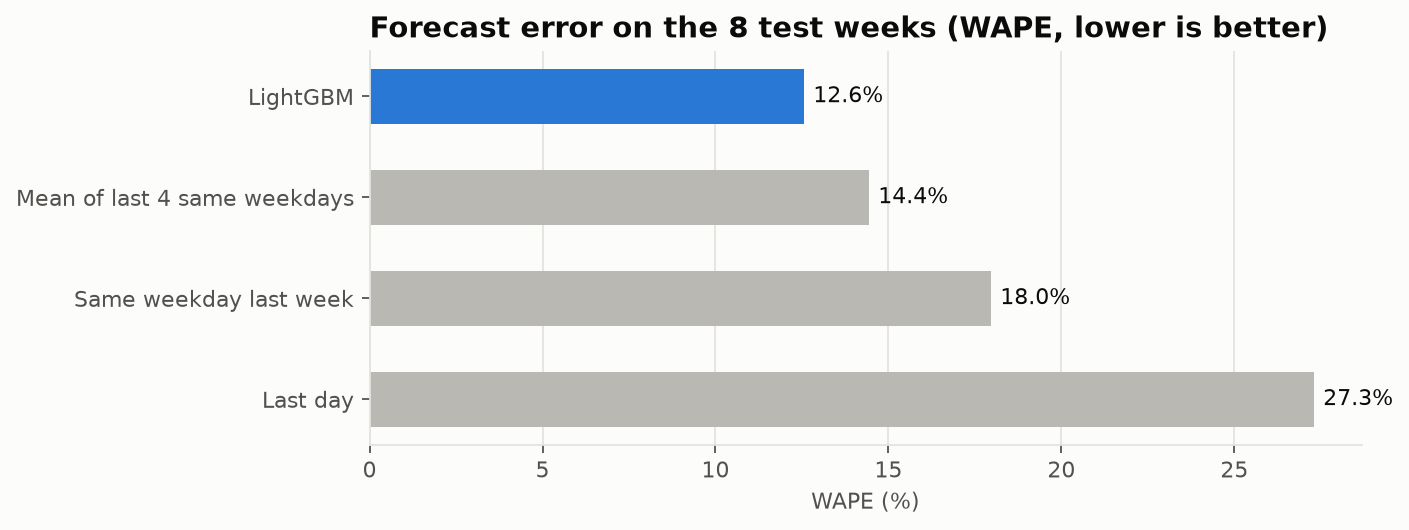 Forecast error on the 8 test weeks (WAPE, lower is better)
LightGBM 12.6%
Mean of last 4 same weekdays 14.4%
Same weekday last week 18.0%
Last day 27.3%
0 5 10 15 20 25
WAPE (%)